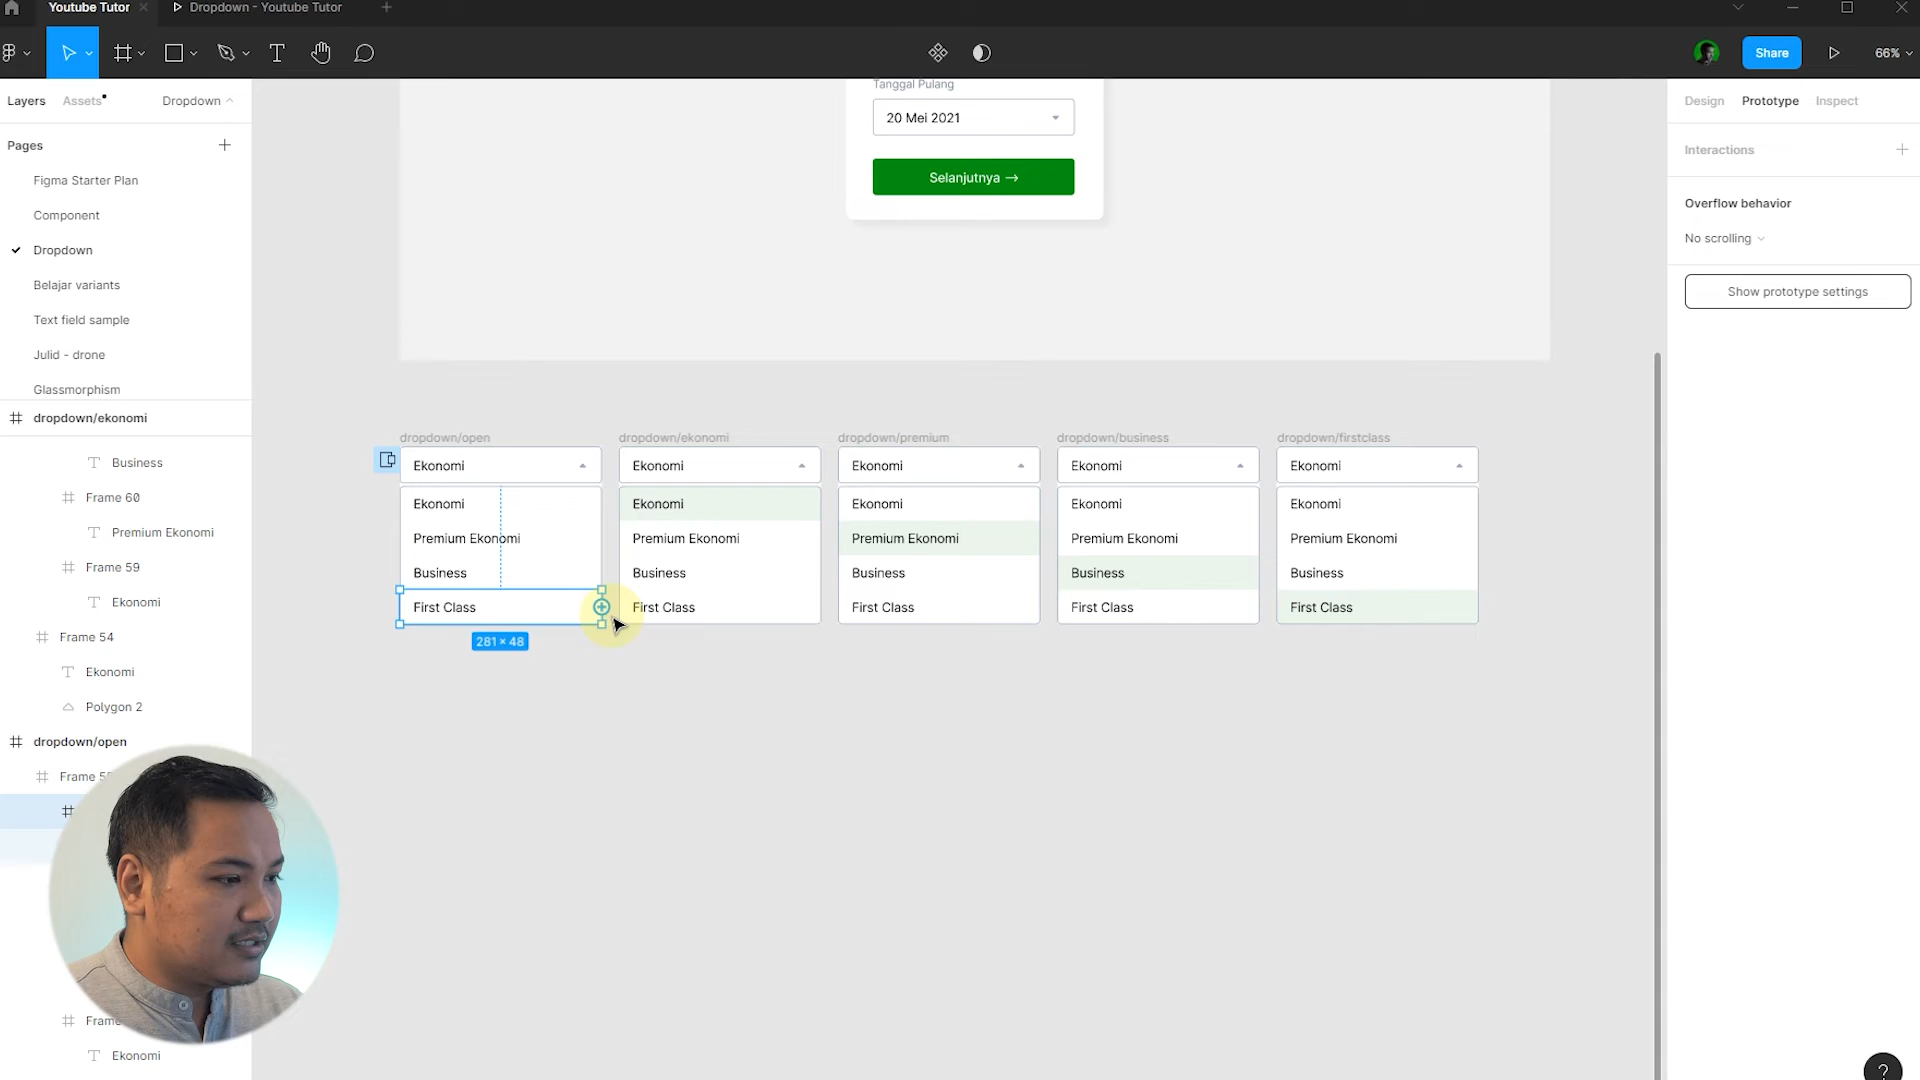 Youtube Tutor
Dropdown - Youtube Tutor
Share
66%
Layers
Assets
Dropdown
Pages
Figma Starter Plan
Component
Dropdown
Belajar variants
Text field sample
Julid - drone
Glassmorphism
dropdown/ekonomi
Business
Frame 60
Premium Ekonomi
Frame 59
Ekonomi
Frame 54
Ekonomi
Polygon 2
dropdown/open
Frame
Ekonomi
Tanggal Pulang
20 Mei 2021
Selanjutnya →
dropdown/open
Ekonomi
Ekonomi
Premium Ekonomi
Business
First Class
281 × 48
dropdown/ekonomi
Ekonomi
Ekonomi
Premium Ekonomi
Business
First Class
dropdown/premium
Ekonomi
Ekonomi
Premium Ekonomi
Business
First Class
dropdown/business
Ekonomi
Ekonomi
Premium Ekonomi
Business
First Class
dropdown/firstclass
Ekonomi
Ekonomi
Premium Ekonomi
Business
First Class
Design
Prototype
Inspect
Interactions
Overflow behavior
No scrolling
Show prototype settings
?